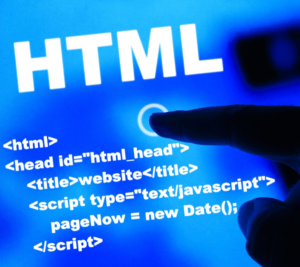 HTML
<html>
<head id="html_head">
<title>website</title>
<script type="text/javascript">
pageNow = new Date();
</script>